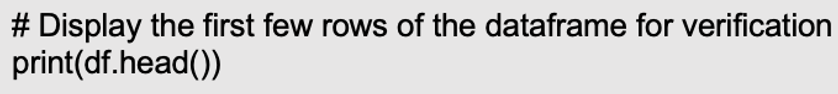 # Display the first few rows of the dataframe for verification
print(df.head())